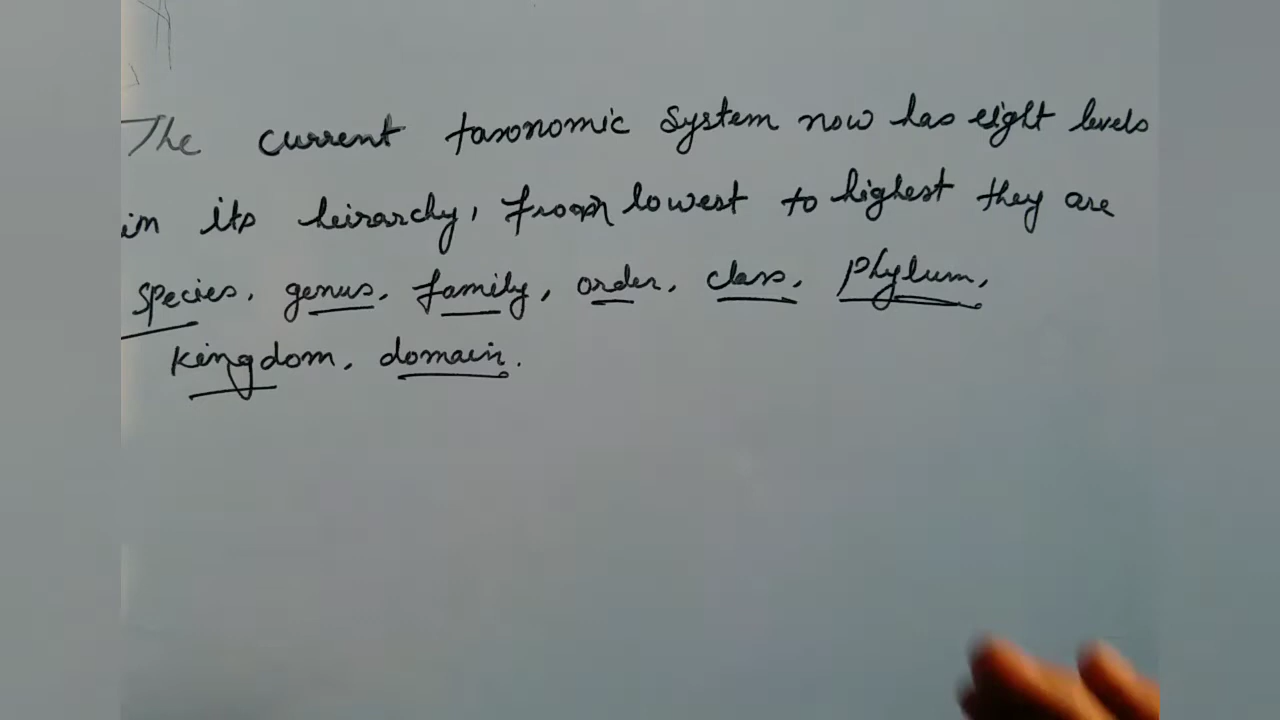 The current taxonomic system now has eight levels
in its heirarchy, from lowest to highest they are
species, genus, family, order, class, phylum,
kingdom, domain.